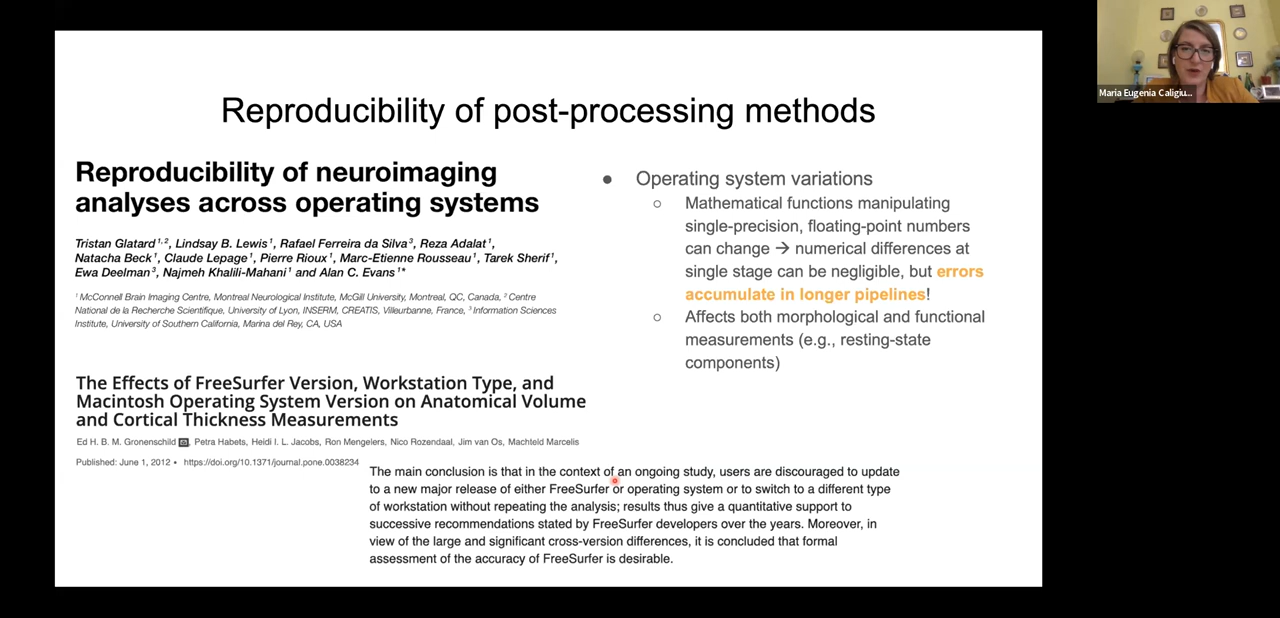 Reproducibility of post-processing methods
Reproducibility of neuroimaging
analyses across operating systems
Tristan Glatard 1,2, Lindsay B. Lewis 1, Rafael Ferreira da Silva 3, Reza Adalat 1,
Natacha Beck 1, Claude Lepage 1, Pierre Rioux 1, Marc-Etienne Rousseau 1, Tarek Sherif 1,
Ewa Deelman 3, Najmeh Khalili-Mahani 1 and Alan C. Evans 1*
1 McConnell Brain Imaging Centre, Montreal Neurological Institute, McGill University, Montreal, QC, Canada, 2 Centre
National de la Recherche Scientifique, University of Lyon, INSERM, CREATIS, Villeurbanne, France, 3 Information Sciences
Institute, University of Southern California, Marina del Rey, CA, USA
The Effects of FreeSurfer Version, Workstation Type, and
Macintosh Operating System Version on Anatomical Volume
and Cortical Thickness Measurements
Ed H. B. M. Gronenschild, Petra Habets, Heidi I. L. Jacobs, Ron Mengelers, Nico Rozendaal, Jim van Os, Machteld Marcelis
Published: June 1, 2012 • https://doi.org/10.1371/journal.pone.0038234
● Operating system variations
○ Mathematical functions manipulating
single-precision, floating-point numbers
can change → numerical differences at
single stage can be negligible, but errors
accumulate in longer pipelines!
○ Affects both morphological and functional
measurements (e.g., resting-state
components)
The main conclusion is that in the context of an ongoing study, users are discouraged to update
to a new major release of either FreeSurfer or operating system or to switch to a different type
of workstation without repeating the analysis; results thus give a quantitative support to
successive recommendations stated by FreeSurfer developers over the years. Moreover, in
view of the large and significant cross-version differences, it is concluded that formal
assessment of the accuracy of FreeSurfer is desirable.
Maria Eugenia Caligiu...